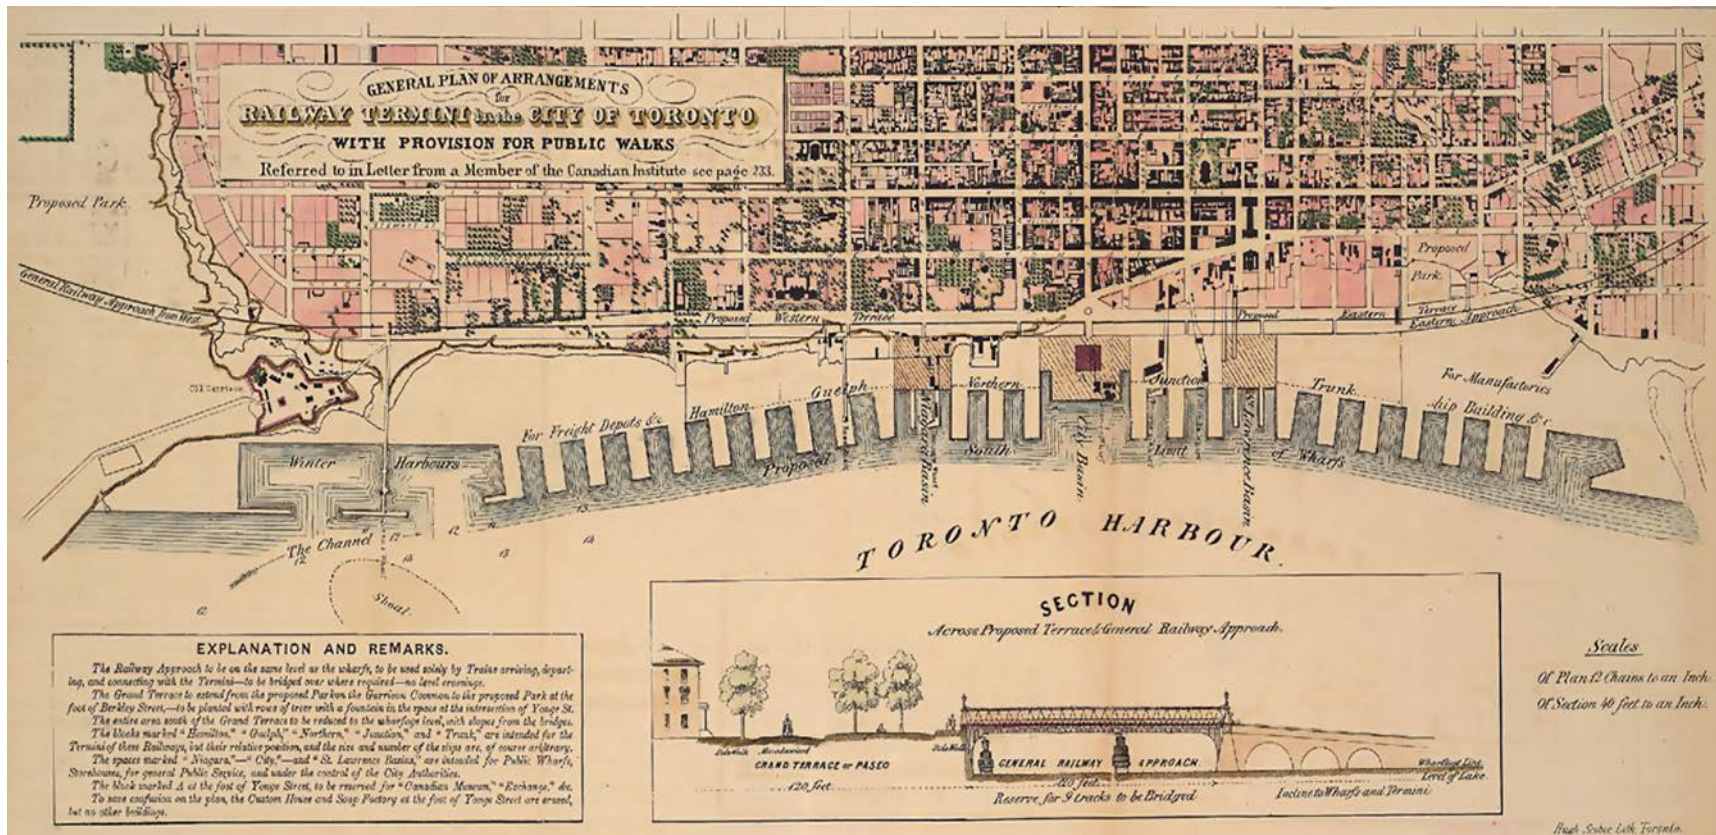 GENERAL PLAN OF ARRANGEMENTS
for
RAILWAY TERMINI in the CITY OF TORONTO
WITH PROVISION FOR PUBLIC WALKS
Referred to in Letter from a Member of the Canadian Institute see page 233.
Proposed Park
General Railway Approach from West
Old Garrison
Proposed Western Terrace
Proposed Eastern Terrace
Eastern Approach
Proposed
Park
For Freight Depots &c
Hamilton
Guelph
Northern
Junction
Trunk
For Manufactories
Ship Building &c
Winter Harbours
Proposed South Limit of Wharfs
Niagara Basin
City Basin
St Lawrence Basin
The Channel
Shoal
TORONTO HARBOUR.
EXPLANATION AND REMARKS.
The Railway Approach to be on the same level as the wharfs, to be used solely by Trains arriving, depart-
ing, and connecting with the Termini—to be bridged over where required—no level crossings.
The Grand Terrace to extend from the proposed Park on the Garrison Common to the proposed Park at the
foot of Berkley Street,—to be planted with rows of trees with a fountain in the space at the intersection of Yonge St.
The entire area south of the Grand Terrace to be reduced to the wharfage level, with slopes from the bridges.
The blocks marked "Hamilton," "Guelph," "Northern," "Junction," and "Trunk," are intended for the
Termini of these Railways, but their relative position, and the size and number of the slips are, of course arbitrary.
The spaces marked "Niagara,"—"City,"—and "St. Lawrence Basins," are intended for Public Wharfs,
Storehouses, for general Public Service, and under the control of the City Authorities.
The block marked A at the foot of Yonge Street, to be reserved for "Canadian Museum," "Exchange," &c.
To save confusion on the plan, the Custom House and Soap Factory at the foot of Yonge Street are erased,
but no other buildings.
SECTION
Across Proposed Terrace & General Railway Approach.
Side Walk
Side Walk
GRAND TERRACE or PASEO
GENERAL RAILWAY APPROACH
120 feet
Reserve for 9 tracks to be Bridged
Wharfage Line
Level of Lake
Incline to Wharfs and Termini
Scales
Of Plan 12 Chains to an Inch
Of Section 40 feet to an Inch.
Hugh Scobie Lith. Toronto.